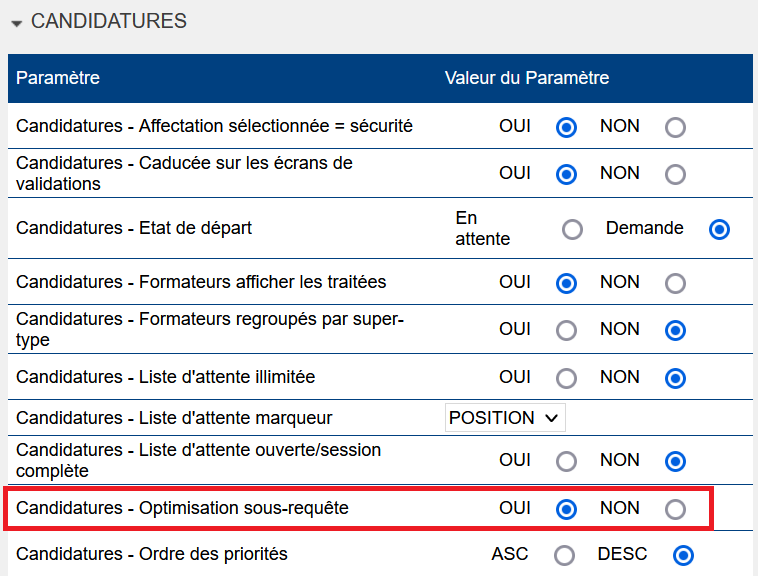 CANDIDATURES
Paramètre Valeur du Paramètre
Candidatures - Affectation sélectionnée = sécurité OUI NON
Candidatures - Caducée sur les écrans de
validations OUI NON
Candidatures - Etat de départ En
attente Demande
Candidatures - Formateurs afficher les traitées OUI NON
Candidatures - Formateurs regroupés par super-
type OUI NON
Candidatures - Liste d'attente illimitée OUI NON
Candidatures - Liste d'attente marqueur POSITION
Candidatures - Liste d'attente ouverte/session
complète OUI NON
Candidatures - Optimisation sous-requête OUI NON
Candidatures - Ordre des priorités ASC DESC